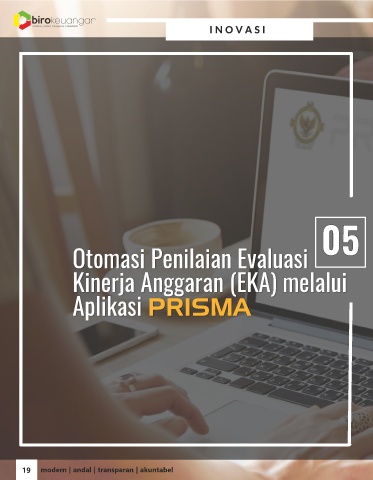 birokeuangan
INOVASI
05
Otomasi Penilaian Evaluasi
Kinerja Anggaran (EKA) melalui
Aplikasi PRISMA
19 modern | andal | transparan | akuntabel